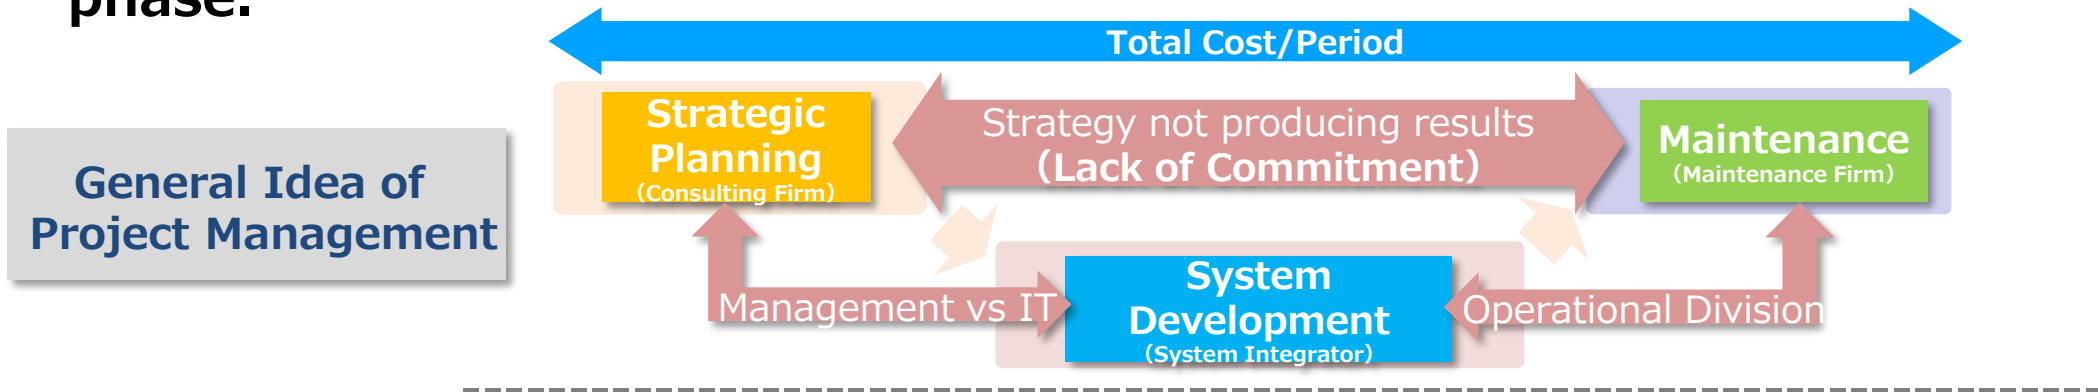 phase.
Total Cost/Period
Strategic
Planning
(Consulting Firm)
Strategy not producing results
(Lack of Commitment)
Maintenance
(Maintenance Firm)
General Idea of
Project Management
Management vs IT
System
Development
(System Integrator)
Operational Division